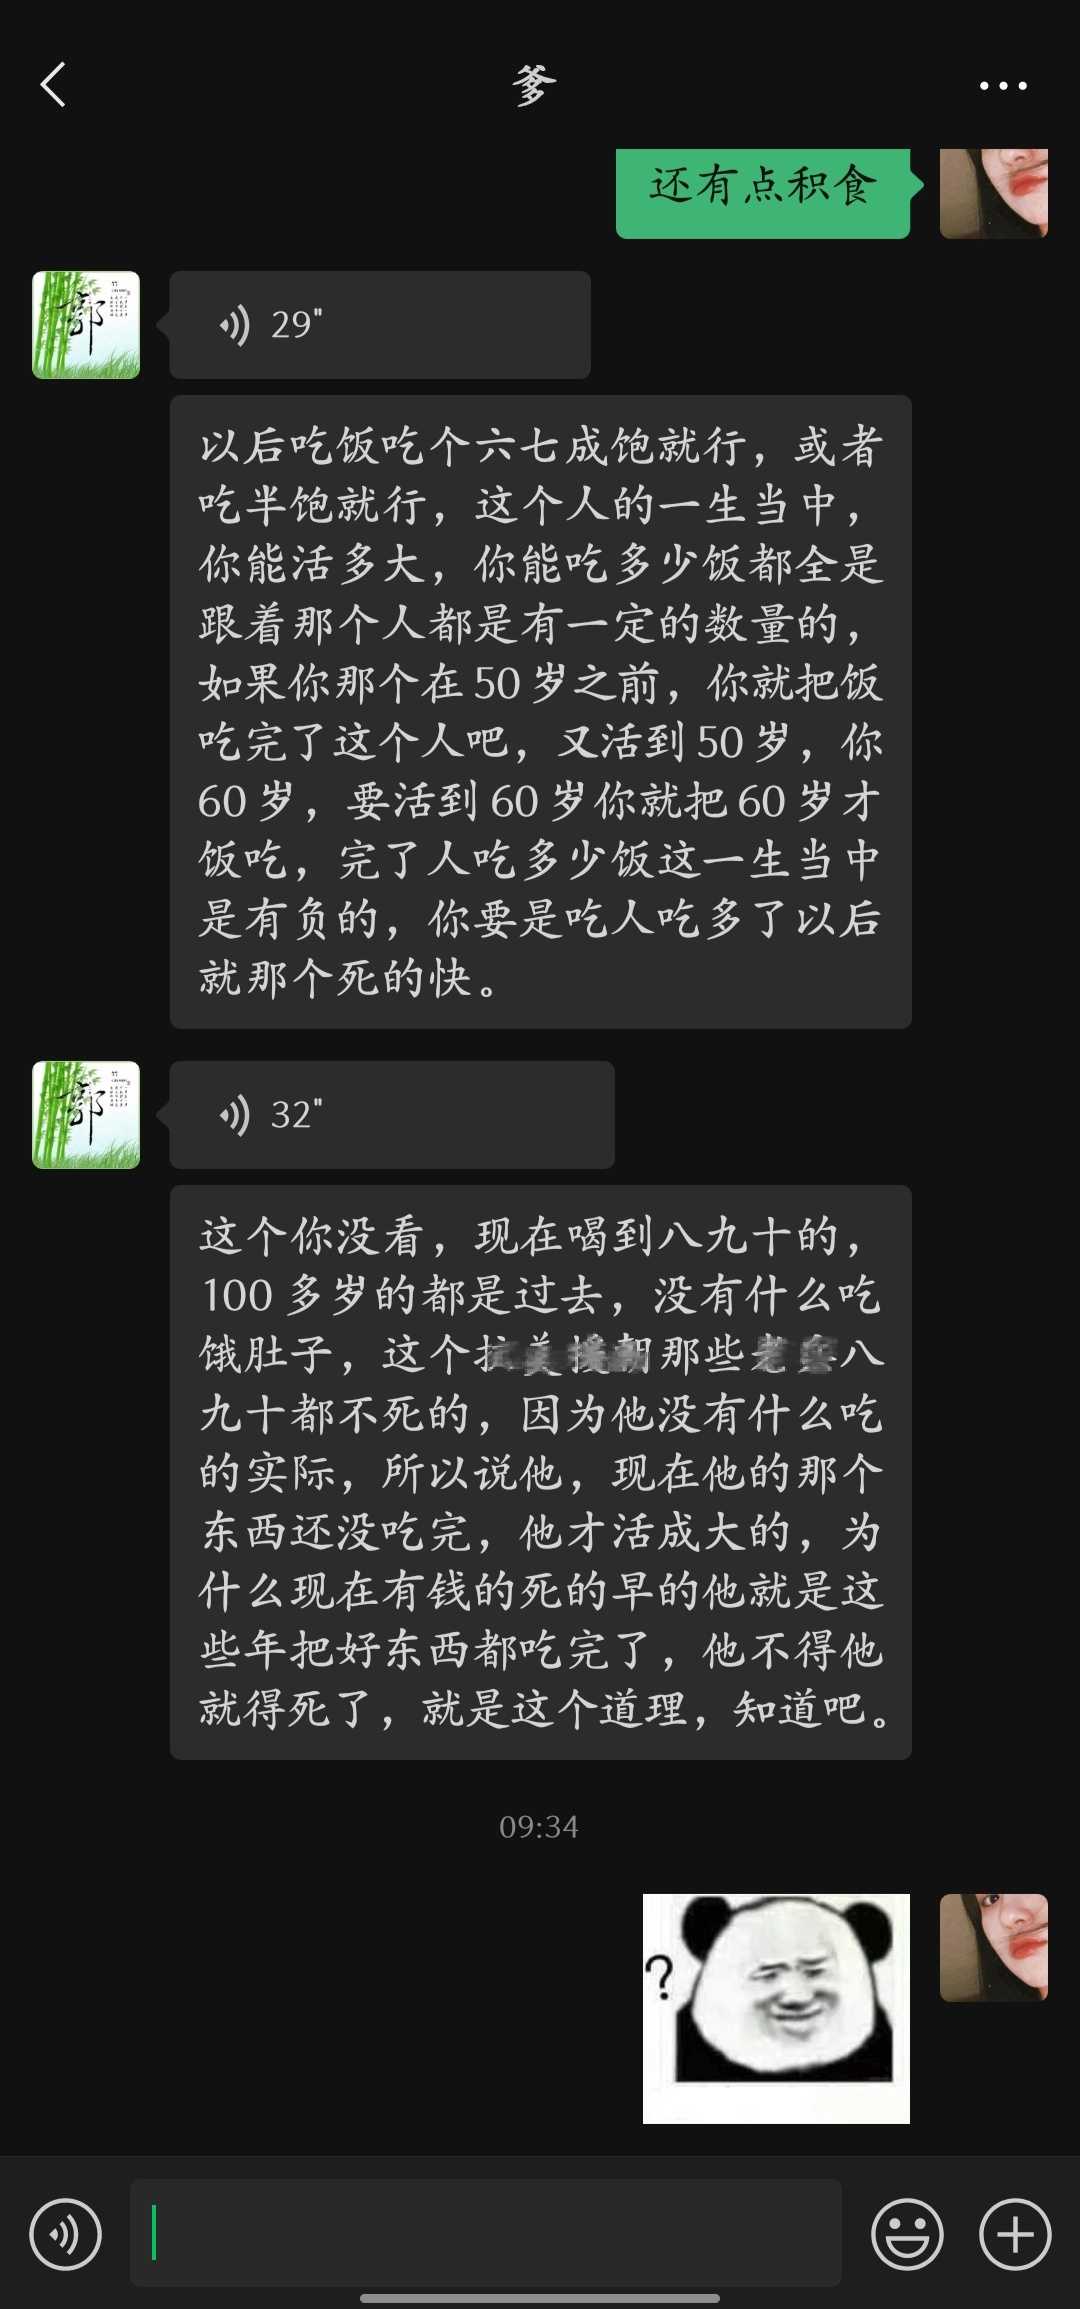 爹
还有点积食
郭
29"
以后吃饭吃个六七成饱就行，或者
吃半饱就行，这个人的一生当中，
你能活多大，你能吃多少饭都全是
跟着那个人都是有一定的数量的，
如果你那个在50岁之前，你就把饭
吃完了这个人吧，又活到50岁，你
60岁，要活到60岁你就把60岁才
饭吃，完了人吃多少饭这一生当中
是有负的，你要是吃人吃多了以后
就那个死的快。
郭
32"
这个你没看，现在喝到八九十的，
100多岁的都是过去，没有什么吃
饿肚子，这个那些八
九十都不死的，因为他没有什么吃
的实际，所以说他，现在他的那个
东西还没吃完，他才活成大的，为
什么现在有钱的死的早的他就是这
些年把好东西都吃完了，他不得他
就得死了，就是这个道理，知道吧。
09:34
?